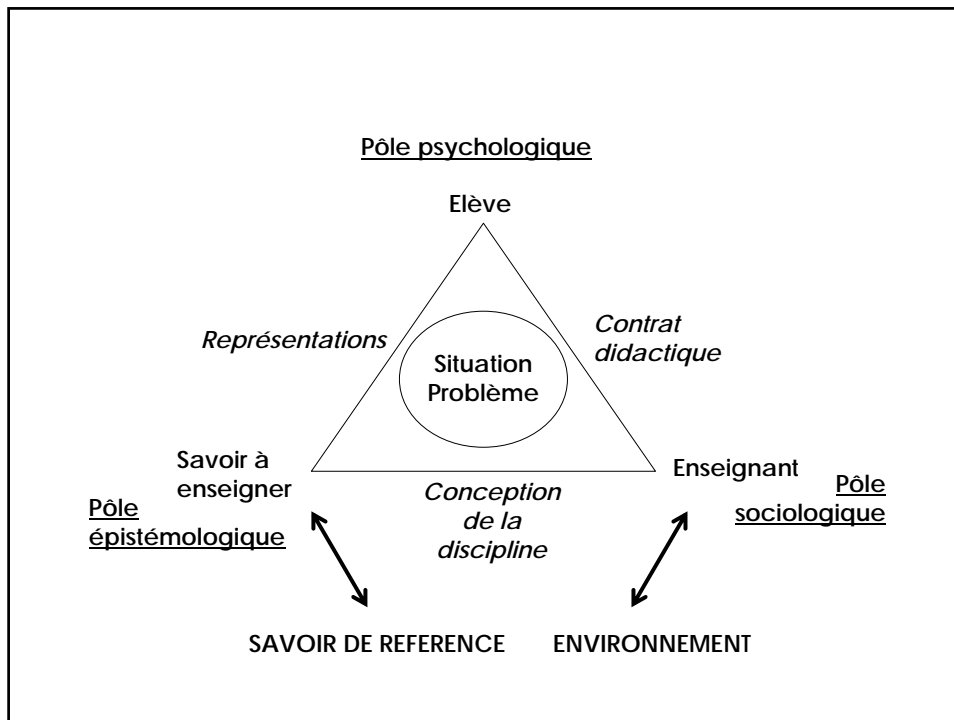 Pôle psychologique
Elève
Représentations
Contrat
didactique
Situation
Problème
Savoir à
enseigner
Enseignant
Pôle
épistémologique
Conception
de la
discipline
Pôle
sociologique
SAVOIR DE REFERENCE
ENVIRONNEMENT